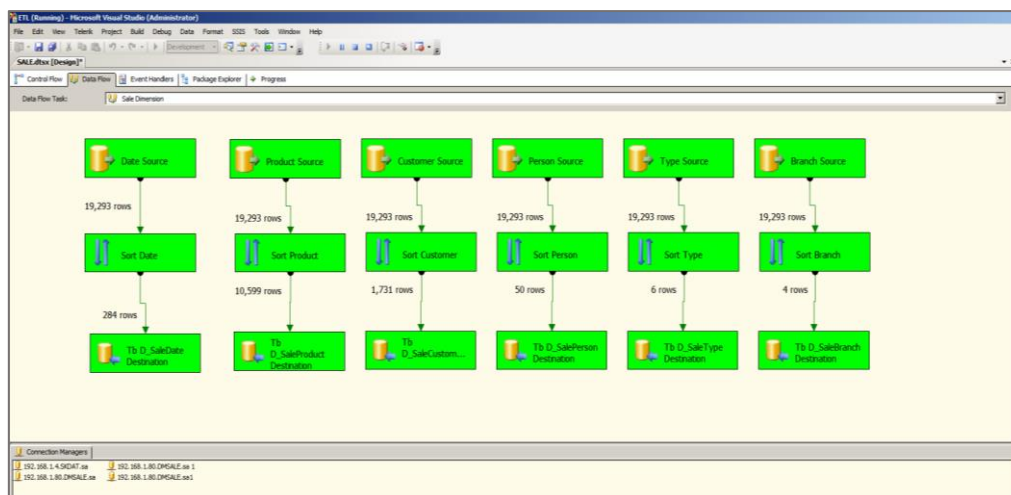 ETL (Running) - Microsoft Visual Studio (Administrator)
File Edit View Telerik Project Build Debug Data Format SSIS Tools Window Help
Development
SALE.dtsx [Design]*
Control Flow Data Flow Event Handlers Package Explorer Progress
Data Flow Task: Sale Dimension
Date Source Product Source Customer Source Person Source Type Source Branch Source
19,293 rows 19,293 rows 19,293 rows 19,293 rows 19,293 rows 19,293 rows
Sort Date Sort Product Sort Customer Sort Person Sort Type Sort Branch
284 rows 10,599 rows 1,731 rows 50 rows 6 rows 4 rows
Tb D_SaleDate Destination
Tb D_SaleProduct Destination
Tb D_SaleCustom...
Tb D_SalePerson Destination
Tb D_SaleType Destination
Tb D_SaleBranch Destination
Connection Managers
192.168.1.4.SKDAT.sa 192.168.1.80.DMSALE.sa 1
192.168.1.80.DMSALE.sa 192.168.1.80.DMSALE.sa1